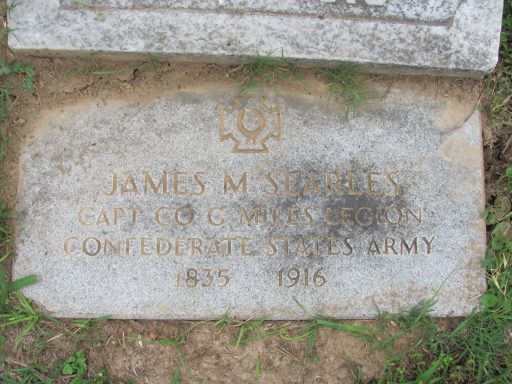 JAMES M SEARLES
CAPT CO C MILES LEGION
CONFEDERATE STATES ARMY
1835 1916